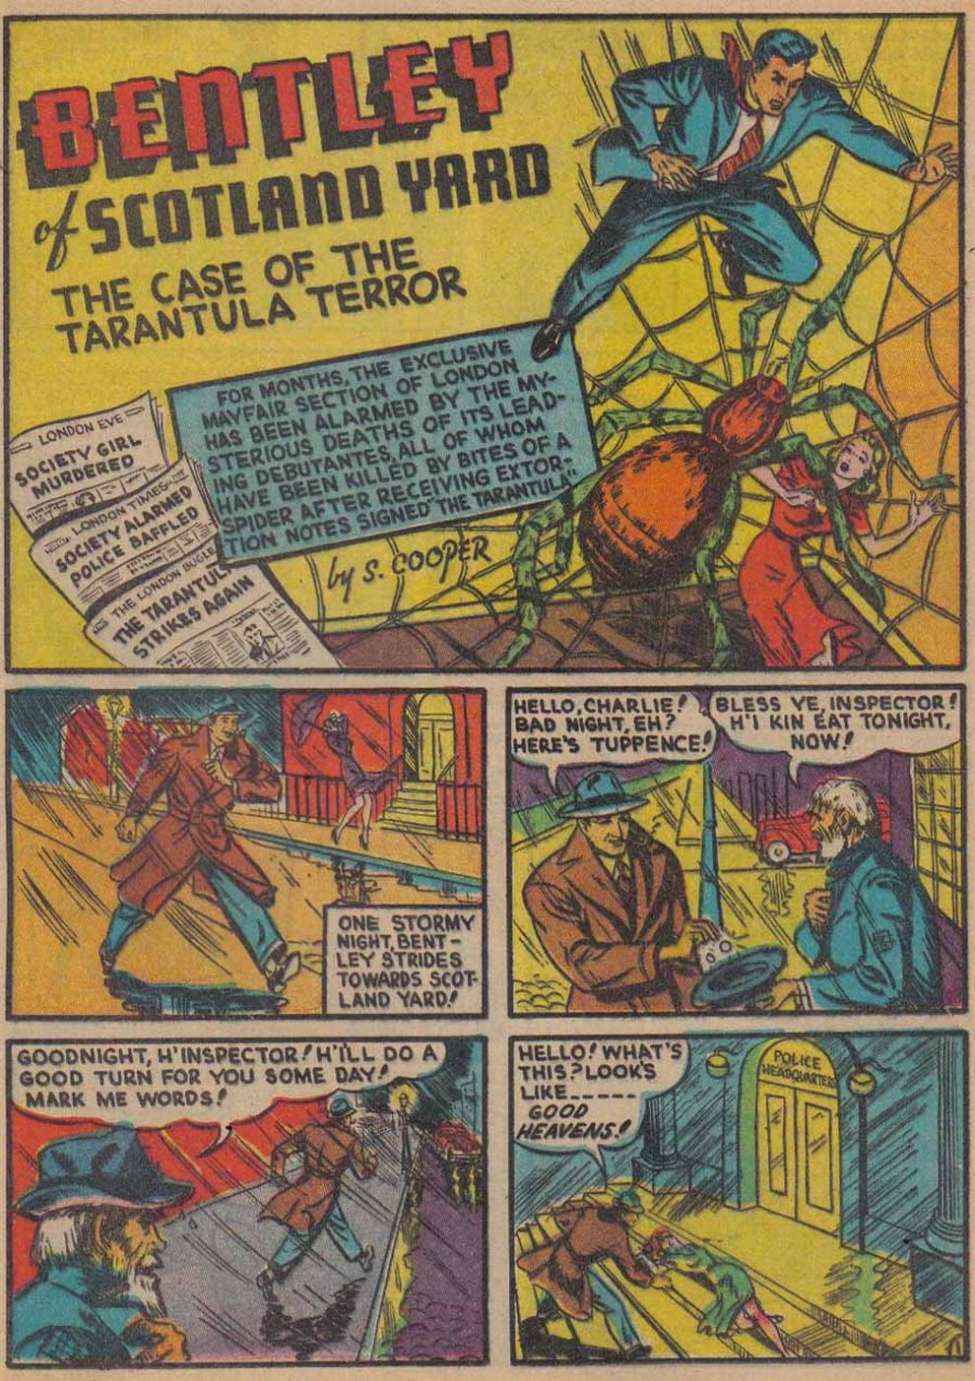 BENTLEY
of SCOTLAND YARD
THE CASE OF THE
TARANTULA TERROR
FOR MONTHS, THE EXCLUSIVE
MAYFAIR SECTION OF LONDON
HAS BEEN ALARMED BY THE MY-
STERIOUS DEATHS OF ITS LEAD-
ING DEBUTANTES, ALL OF WHOM
HAVE BEEN KILLED BY BITES OF A
SPIDER AFTER RECEIVING EXTOR-
TION NOTES SIGNED "THE TARANTULA".
by S. COOPER
LONDON EVE
SOCIETY GIRL
MURDERED
LONDON TIMES
SOCIETY ALARMED
POLICE BAFFLED
THE LONDON BUGLE
THE TARANTUL
STRIKES AGAIN
ONE STORMY
NIGHT, BENT-
LEY STRIDES
TOWARDS SCOT-
LAND YARD!
HELLO, CHARLIE!
BAD NIGHT, EH?
HERE'S TUPPENCE!
BLESS YE, INSPECTOR!
H'I KIN EAT TONIGHT,
NOW!
GOODNIGHT, H'INSPECTOR! H'I'LL DO A
GOOD TURN FOR YOU SOME DAY!
MARK ME WORDS!
HELLO! WHAT'S
THIS? LOOKS
LIKE-----
GOOD
HEAVENS!
POLICE
HEADQUARTERS
1